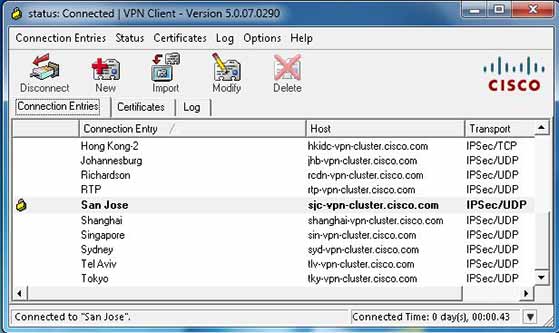 status: Connected | VPN Client - Version 5.0.07.0290
Connection Entries Status Certificates Log Options Help
Disconnect New Import Modify Delete
CISCO
Connection Entries Certificates Log
Connection Entry Host Transport
Hong Kong-2 hkidc-vpn-cluster.cisco.com IPSec/TCP
Johannesburg jhb-vpn-cluster.cisco.com IPSec/UDP
Richardson rcdn-vpn-cluster.cisco.com IPSec/UDP
RTP rtp-vpn-cluster.cisco.com IPSec/UDP
San Jose sjc-vpn-cluster.cisco.com IPSec/UDP
Shanghai shanghai-vpn-cluster.cisco.com IPSec/UDP
Singapore sin-vpn-cluster.cisco.com IPSec/UDP
Sydney syd-vpn-cluster.cisco.com IPSec/UDP
Tel Aviv tlv-vpn-cluster.cisco.com IPSec/UDP
Tokyo tky-vpn-cluster.cisco.com IPSec/UDP
Connected to "San Jose". Connected Time: 0 day(s), 00:00.43